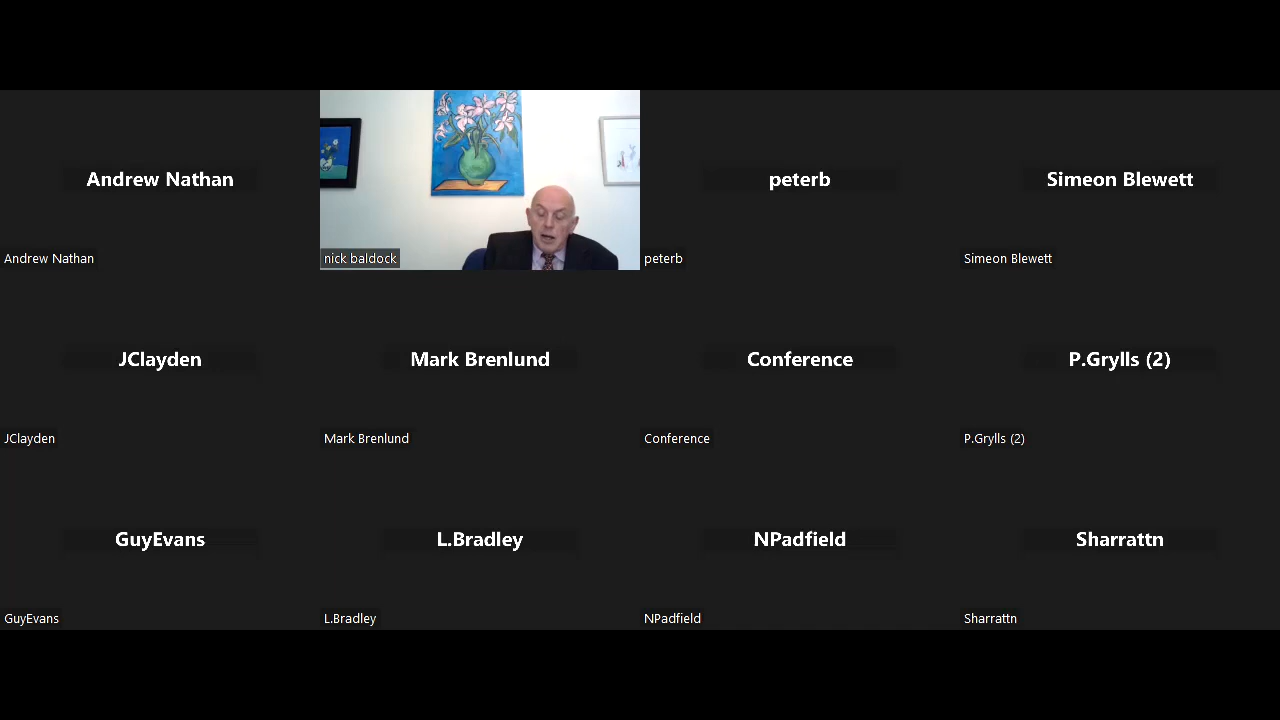 Andrew Nathan
Andrew Nathan
nick baldock
peterb
peterb
Simeon Blewett
Simeon Blewett
JClayden
JClayden
Mark Brenlund
Mark Brenlund
Conference
Conference
P.Grylls (2)
P.Grylls (2)
GuyEvans
GuyEvans
L.Bradley
L.Bradley
NPadfield
NPadfield
Sharrattn
Sharrattn